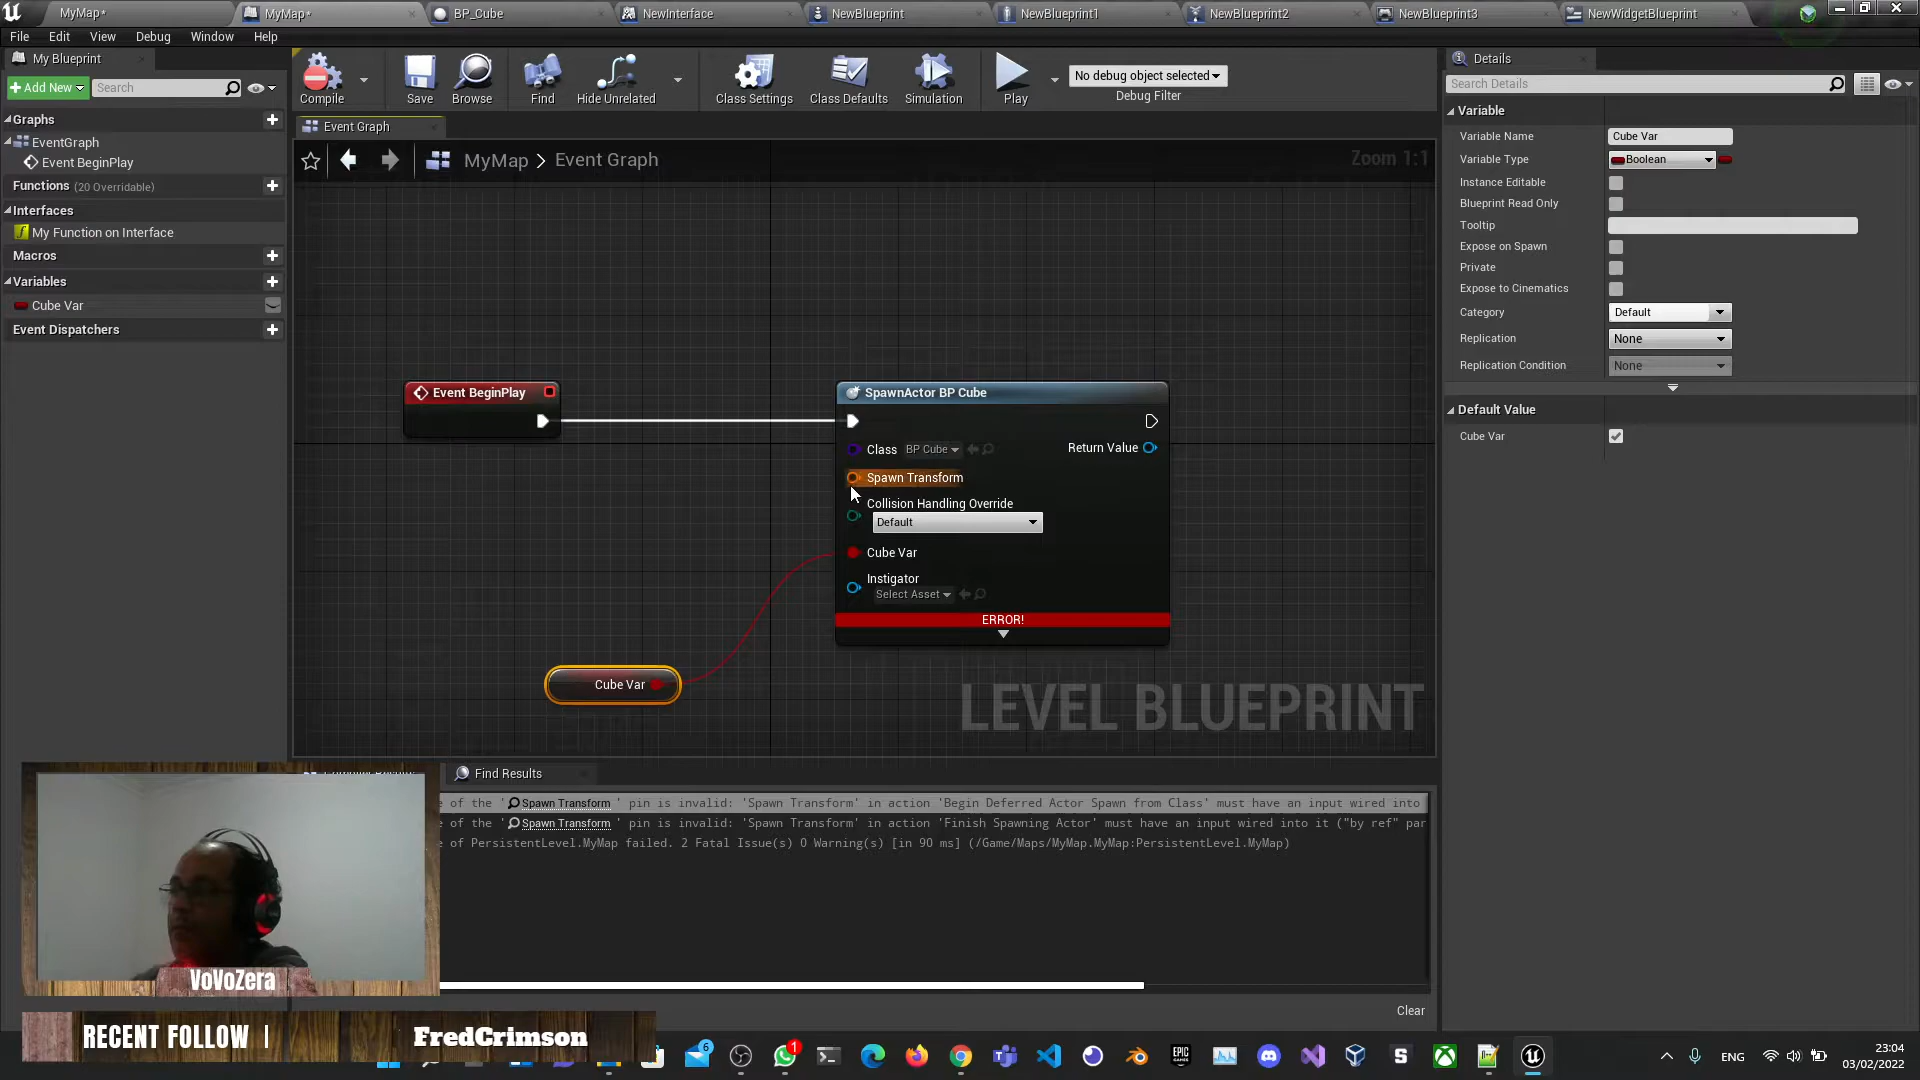 MyMap*
MyMap*
BP_Cube
NewInterface
NewBlueprint
NewBlueprint1
NewBlueprint2
NewBlueprint3
NewWidgetBlueprint
File Edit View Debug Window Help
My Blueprint
Add New
Search
Compile
Save
Browse
Find
Hide Unrelated
Class Settings
Class Defaults
Simulation
Play
No debug object selected
Debug Filter
Graphs
EventGraph
Event BeginPlay
Functions (20 Overridable)
Interfaces
My Function on Interface
Macros
Variables
Cube Var
Event Dispatchers
Event Graph
MyMap > Event Graph
Zoom 1:1
Event BeginPlay
SpawnActor BP Cube
Class BP Cube
Return Value
Spawn Transform
Collision Handling Override
Default
Cube Var
Instigator
Select Asset
ERROR!
Cube Var
LEVEL BLUEPRINT
Details
Search Details
Variable
Variable Name Cube Var
Variable Type Boolean
Instance Editable
Blueprint Read Only
Tooltip
Expose on Spawn
Private
Expose to Cinematics
Category Default
Replication None
Replication Condition None
Default Value
Cube Var
Find Results
e of the ' Spawn Transform ' pin is invalid: 'Spawn Transform' in action 'Begin Deferred Actor Spawn from Class' must have an input wired into
e of the ' Spawn Transform ' pin is invalid: 'Spawn Transform' in action 'Finish Spawning Actor' must have an input wired into it ("by ref" par
e of PersistentLevel.MyMap failed. 2 Fatal Issue(s) 0 Warning(s) [in 90 ms] (/Game/Maps/MyMap.MyMap:PersistentLevel.MyMap)
Clear
VoVoZera
RECENT FOLLOW |
FredCrimson
6
1
EPIC GAMES
S
ENG
23:04
03/02/2022